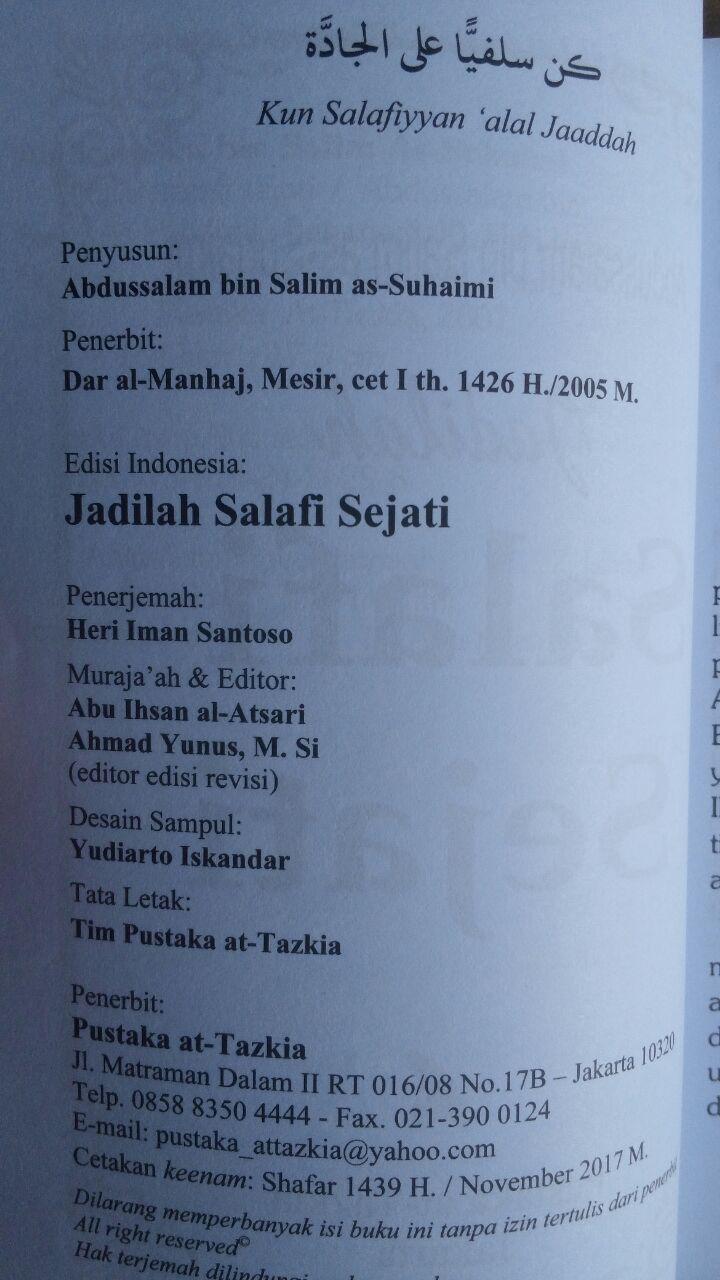 كن سلفيًّا على الجادَّة
Kun Salafiyyan ‘alal Jaaddah
Penyusun:
Abdussalam bin Salim as-Suhaimi
Penerbit:
Dar al-Manhaj, Mesir, cet I th. 1426 H./2005 M.
Edisi Indonesia:
Jadilah Salafi Sejati
Penerjemah:
Heri Iman Santoso
Muraja’ah & Editor:
Abu Ihsan al-Atsari
Ahmad Yunus, M. Si
(editor edisi revisi)
Desain Sampul:
Yudiarto Iskandar
Tata Letak:
Tim Pustaka at-Tazkia
Penerbit:
Pustaka at-Tazkia
Jl. Matraman Dalam II RT 016/08 No.17B – Jakarta 10320
Telp. 0858 8350 4444 - Fax. 021-390 0124
E-mail: pustaka_attazkia@yahoo.com
Cetakan keenam: Shafar 1439 H. / November 2017 M.
Dilarang memperbanyak isi buku ini tanpa izin tertulis dari penerbit
All right reserved©
Hak terjemah dilindungi